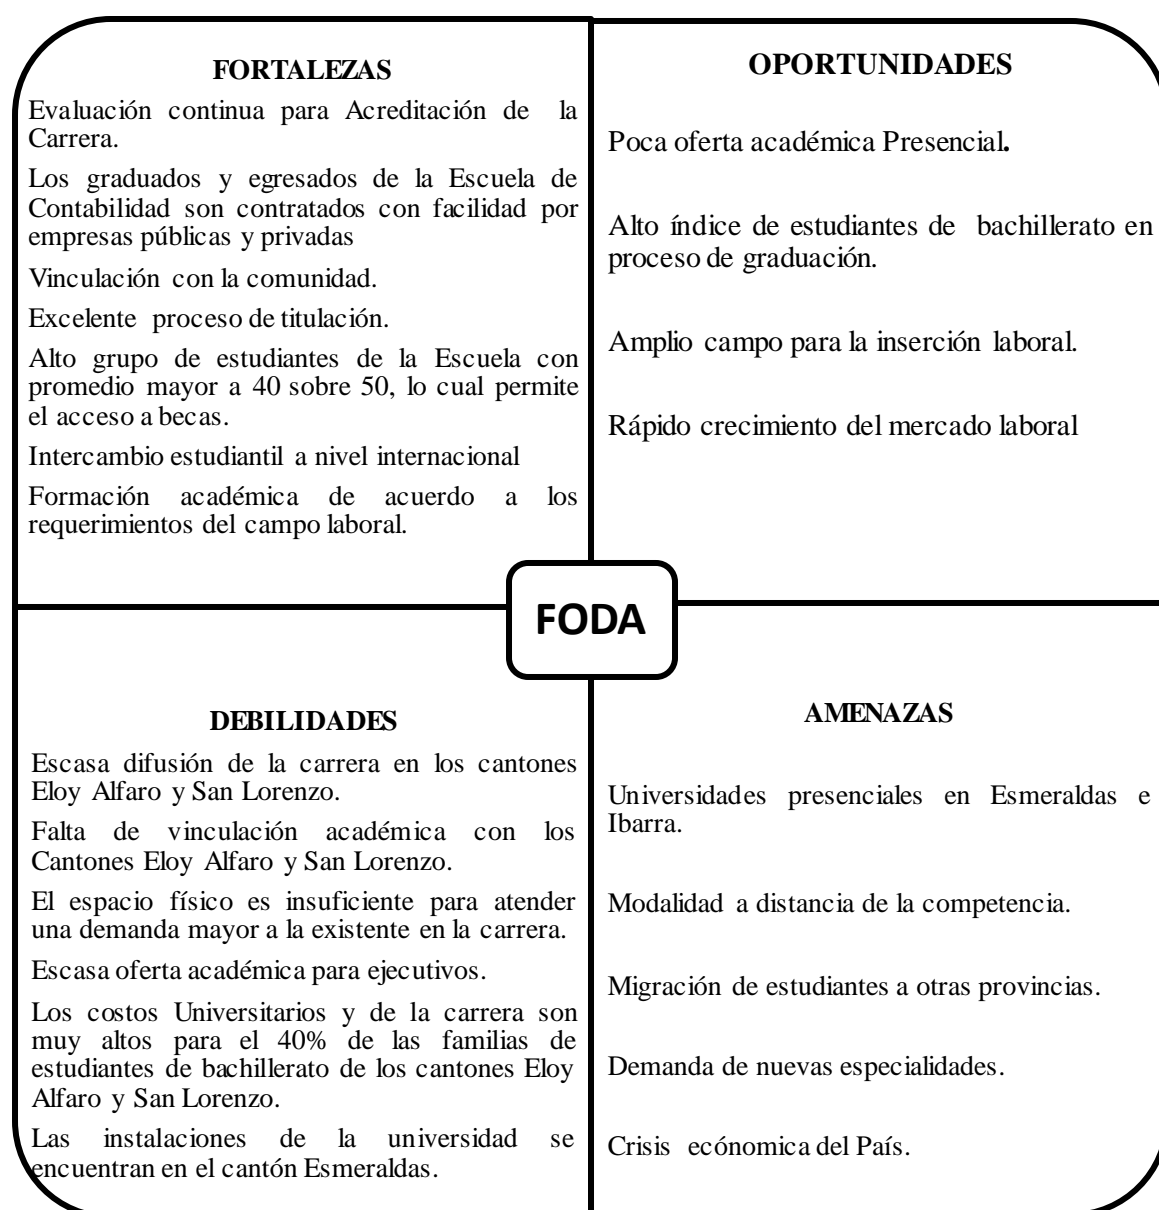 FORTALEZAS
Evaluación continua para Acreditación de la
Carrera.
Los graduados y egresados de la Escuela de
Contabilidad son contratados con facilidad por
empresas públicas y privadas
Vinculación con la comunidad.
Excelente proceso de titulación.
Alto grupo de estudiantes de la Escuela con
promedio mayor a 40 sobre 50, lo cual permite
el acceso a becas.
Intercambio estudiantil a nivel internacional
Formación académica de acuerdo a los
requerimientos del campo laboral.
OPORTUNIDADES
Poca oferta académica Presencial.
Alto índice de estudiantes de bachillerato en
proceso de graduación.
Amplio campo para la inserción laboral.
Rápido crecimiento del mercado laboral
FODA
DEBILIDADES
Escasa difusión de la carrera en los cantones
Eloy Alfaro y San Lorenzo.
Falta de vinculación académica con los
Cantones Eloy Alfaro y San Lorenzo.
El espacio físico es insuficiente para atender
una demanda mayor a la existente en la carrera.
Escasa oferta académica para ejecutivos.
Los costos Universitarios y de la carrera son
muy altos para el 40% de las familias de
estudiantes de bachillerato de los cantones Eloy
Alfaro y San Lorenzo.
Las instalaciones de la universidad se
encuentran en el cantón Esmeraldas.
AMENAZAS
Universidades presenciales en Esmeraldas e
Ibarra.
Modalidad a distancia de la competencia.
Migración de estudiantes a otras provincias.
Demanda de nuevas especialidades.
Crisis ecónomica del País.